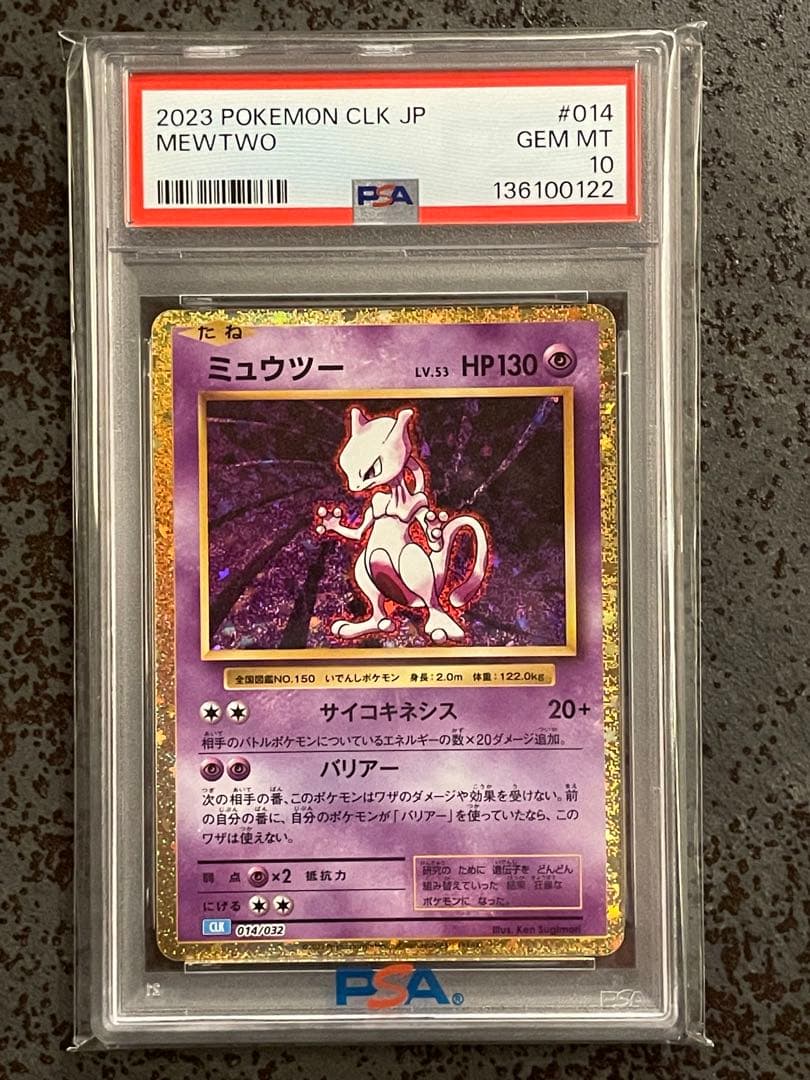 2023 POKEMON CLK JP #014
MEWTWO GEM MT
10
PSA 136100122
たね
ミュウツー LV.53 HP130
全国図鑑NO.150 いでんしポケモン 身長:2.0m 体重:122.0kg
サイコキネシス 20+
相手のバトルポケモンについているエネルギーの数×20ダメージ追加。
バリアー
次の相手の番、このポケモンはワザのダメージや効果を受けない。前
の自分の番に、自分のポケモンが「バリアー」を使っていたなら、この
ワザは使えない。
弱点 ×2 抵抗力
にげる
研究の ために 遺伝子を どんどん
組み替えていった 結果 狂暴な
ポケモンに なった。
CLK 014/032
Illus. Ken Sugimori
PSA®
PSA